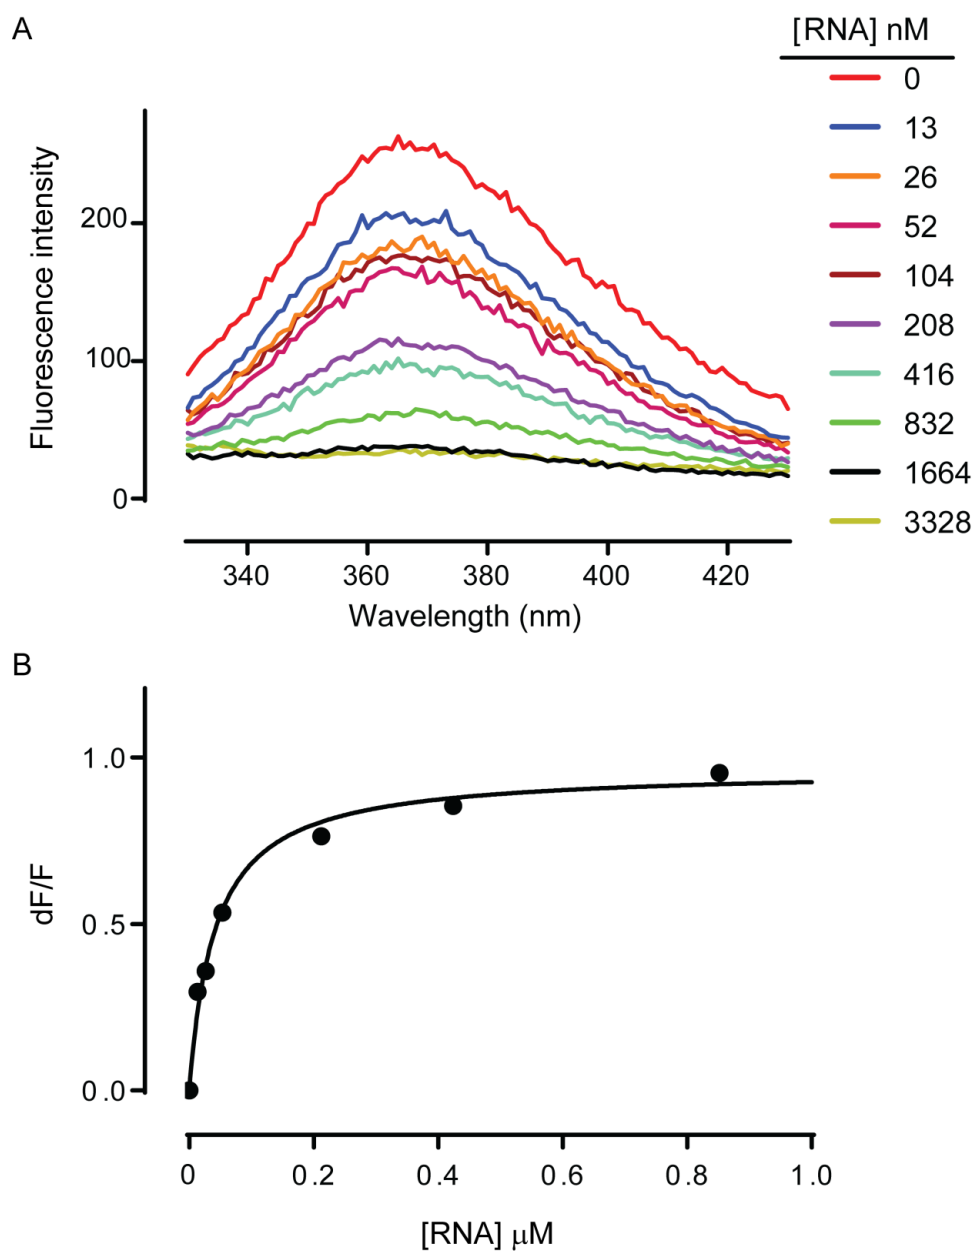 A
[RNA] nM
0
13
26
52
104
208
416
832
1664
3328
Fluorescence intensity
200
100
0
340 360 380 400 420
Wavelength (nm)
B
dF/F
1.0
0.5
0.0
0 0.2 0.4 0.6 0.8 1.0
[RNA] μM